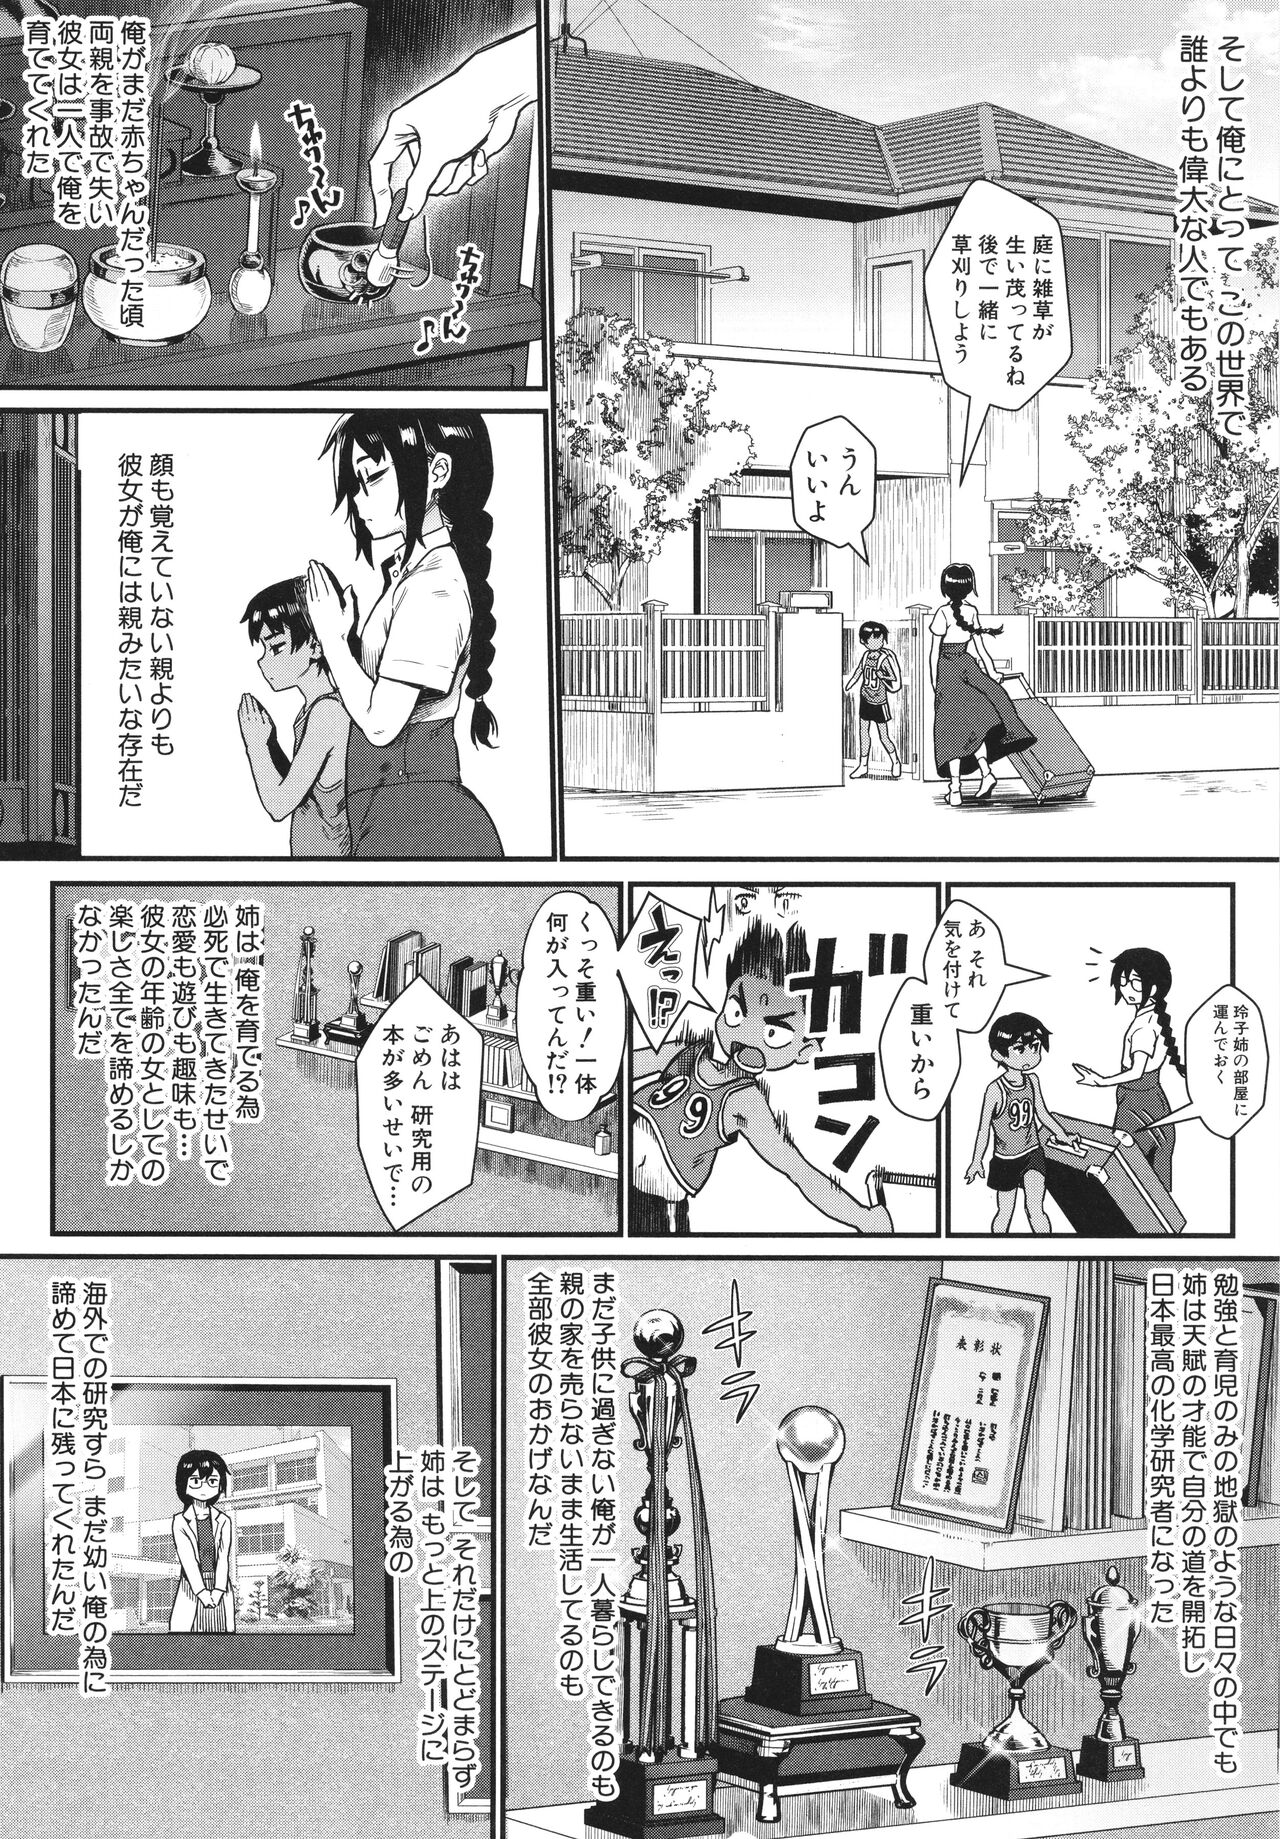 そして俺にとって この世界で
誰よりも偉大な人でもある
庭に雑草が
生い茂ってるね
後で一緒に
草刈りしよう
うん
いいよ
ちゅわ～ん♪
ちゅわ～ん♪
俺がまだ赤ちゃんだった頃
両親を事故で失い
彼女は一人で俺を
育ててくれた
顔も覚えていない親よりも
彼女が俺には親みたいな存在だ
玲子姉の部屋に
運んでおく
あ それ
気を付けて
重いから
ガコン
えっ!?
くっそ重い！一体
何が入ってんだ!?
あはは
ごめん 研究用の
本が多いせいで…
姉は俺を育てる為
必死で生きてきたせいで
恋愛も遊びも趣味も…
彼女の年齢の女としての
楽しさ全てを諦めるしか
なかったんだ
勉強と育児のみの地獄のような日々の中でも
姉は天賦の才能で自分の道を開拓し
日本最高の化学研究者になった
表彰状
まだ子供に過ぎない俺が一人暮らしできるのも
親の家を売らないまま生活してるのも
全部彼女のおかげなんだ
そして それだけにとどまらず
姉は もっと上のステージに
上がる為の
海外での研究すら まだ幼い俺の為に
諦めて日本に残ってくれたんだ